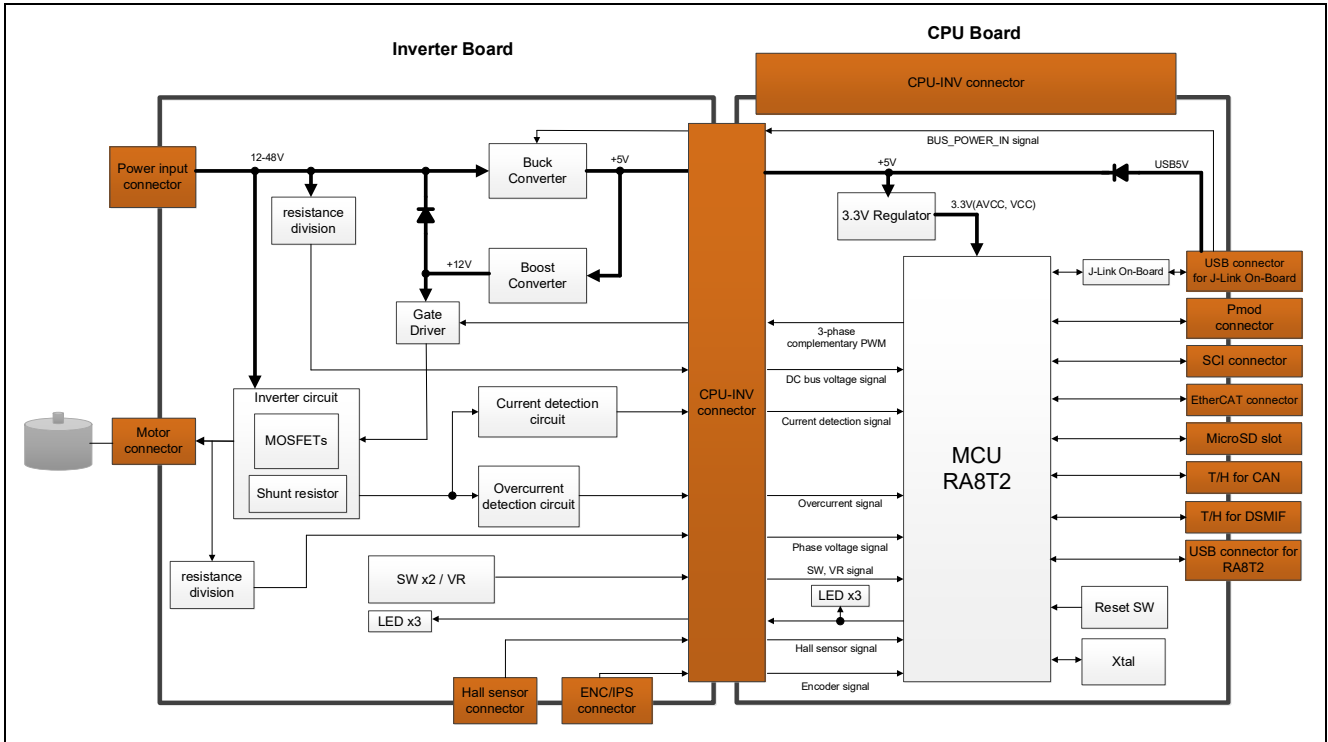 Inverter Board
CPU Board
CPU-INV connector
Power input
connector
12-48V
Buck
Converter
+5V
resistance
division
+12V
Boost
Converter
Gate
Driver
Inverter circuit
MOSFETs
Shunt resistor
Motor
connector
Current detection
circuit
Overcurrent
detection circuit
resistance
division
SW x2 / VR
LED x3
Hall sensor
connector
ENC/IPS
connector
CPU-INV
connector
BUS_POWER_IN signal
+5V
USB5V
3.3V Regulator
3.3V(AVCC, VCC)
J-Link On-Board
USB connector
for J-Link On-Board
3-phase
complementary PWM
DC bus voltage signal
Current detection signal
Overcurrent signal
Phase voltage signal
SW, VR signal
LED x3
Hall sensor signal
Encoder signal
MCU
RA8T2
Pmod
connector
SCI connector
EtherCAT connector
MicroSD slot
T/H for CAN
T/H for DSMIF
USB connector for
RA8T2
Reset SW
Xtal